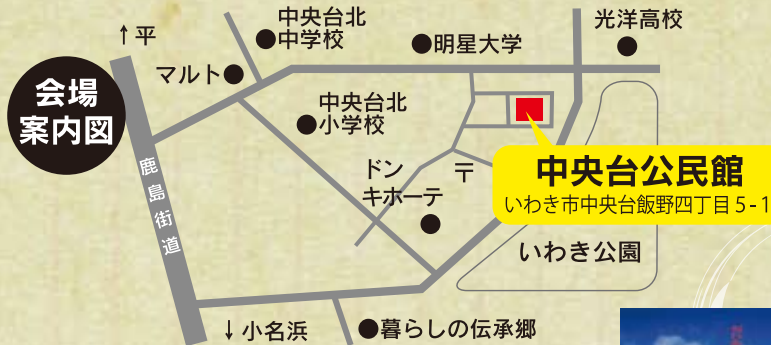 会場
案内図
↑平
中央台北
中学校
マルト
明星大学
光洋高校
中央台北
小学校
鹿島街道
ドン
キホーテ
〒
中央台公民館
いわき市中央台飯野四丁目5-1
いわき公園
↓小名浜
暮らしの伝承郷